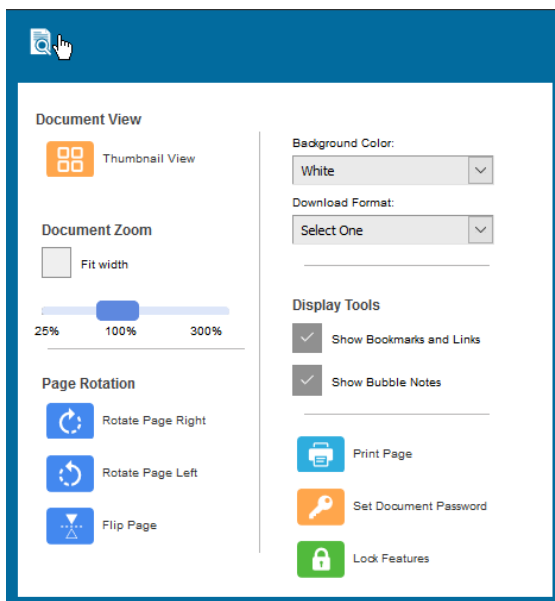 Document View
Thumbnail View
Document Zoom
Fit width
25% 100% 300%
Page Rotation
Rotate Page Right
Rotate Page Left
Flip Page
Background Color:
White
Download Format:
Select One
Display Tools
Show Bookmarks and Links
Show Bubble Notes
Print Page
Set Document Password
Lock Features